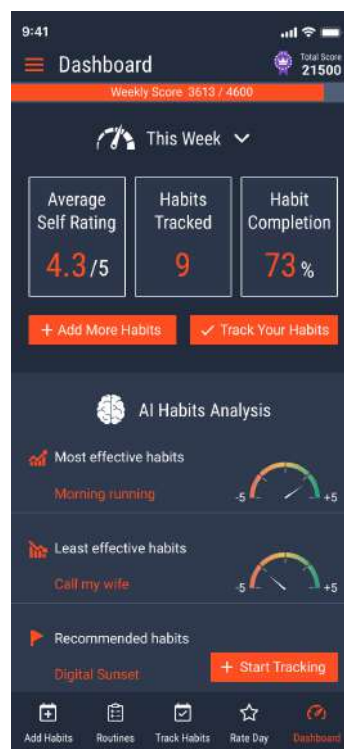 9:41
Dashboard
Total Score
21500
Weekly Score 3613 / 4600
This Week
Average
Self Rating
4.3/5
Habits
Tracked
9
Habit
Completion
73%
+ Add More Habits
Track Your Habits
AI Habits Analysis
Most effective habits
Morning running
-5
+5
Least effective habits
Call my wife
-5
+5
Recommended habits
Digital Sunset
+ Start Tracking
Add Habits
Routines
Track Habits
Rate Day
Dashboard